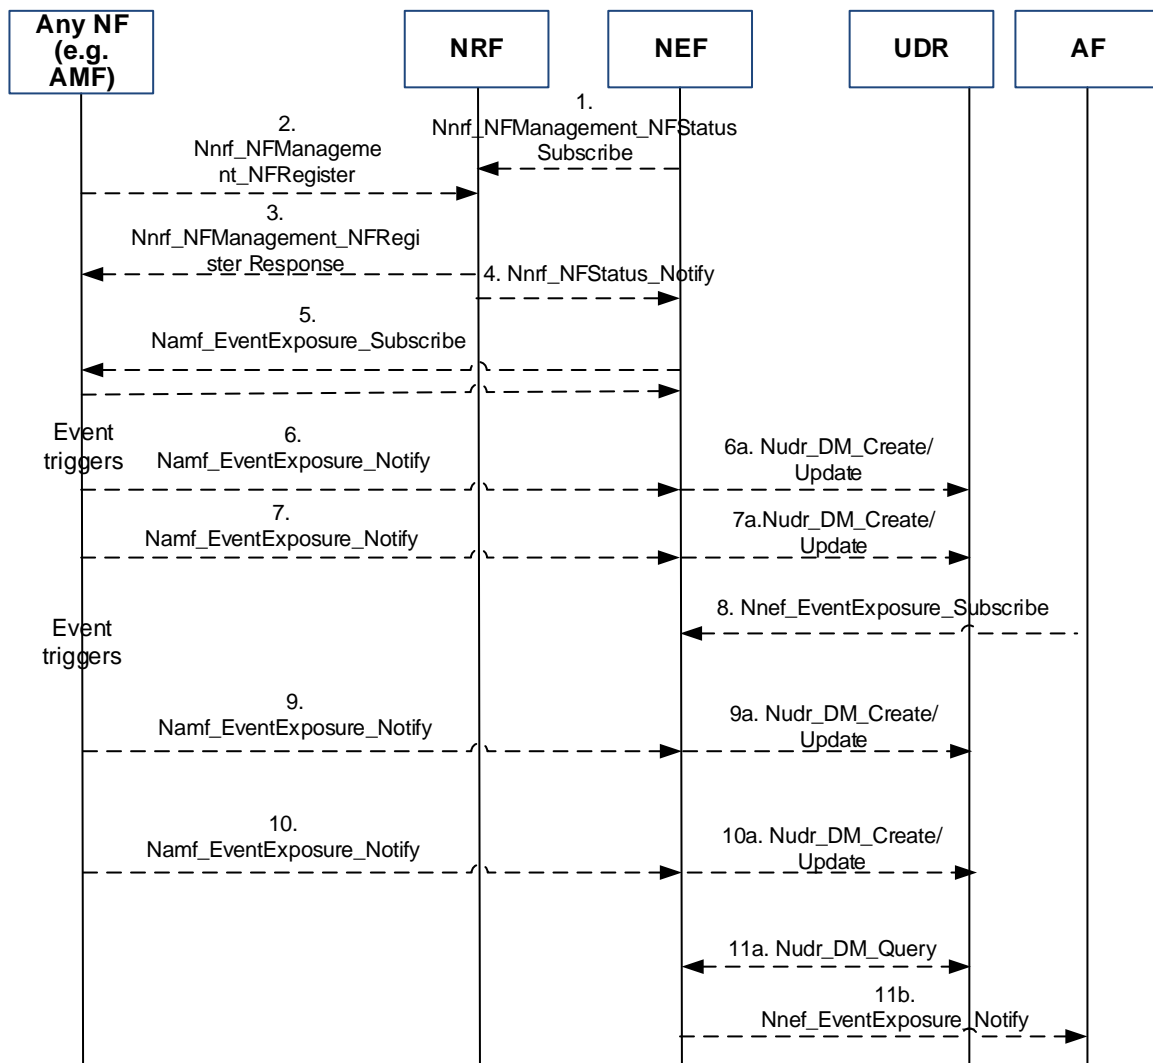 Any NF
(e.g.
AMF)
NRF
NEF
UDR
AF
1.
Nnrf_NFManagement_NFStatus
Subscribe
2.
Nnrf_NFManageme
nt_NFRegister
3.
Nnrf_NFManagement_NFRegi
ster Response
4. Nnrf_NFStatus_Notify
5.
Namf_EventExposure_Subscribe
Event
triggers
6.
Namf_EventExposure_Notify
6a. Nudr_DM_Create/
Update
7.
Namf_EventExposure_Notify
7a.Nudr_DM_Create/
Update
8. Nnef_EventExposure_Subscribe
Event
triggers
9.
Namf_EventExposure_Notify
9a. Nudr_DM_Create/
Update
10.
Namf_EventExposure_Notify
10a. Nudr_DM_Create/
Update
11a. Nudr_DM_Query
11b.
Nnef_EventExposure_Notify